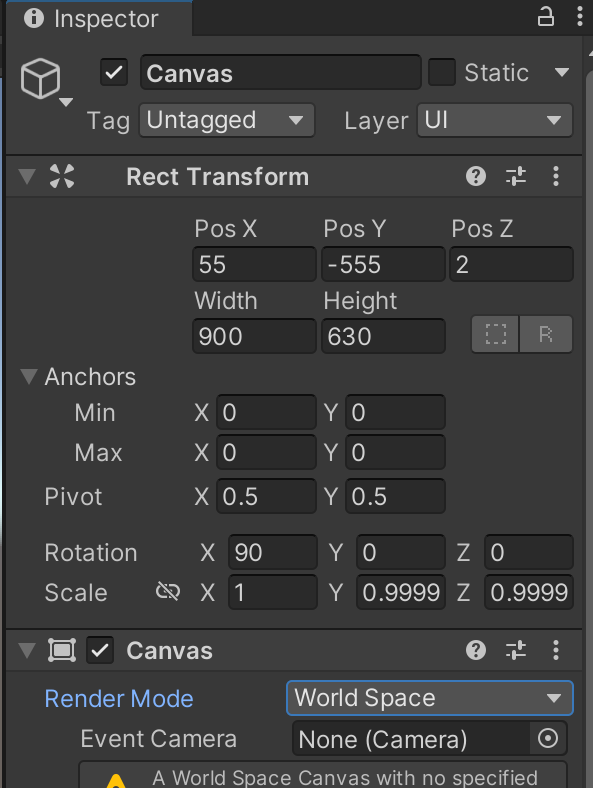 Inspector
Canvas Static
Tag Untagged Layer UI
Rect Transform
Pos X Pos Y Pos Z
55 -555 2
Width Height
900 630 R
Anchors
Min X 0 Y 0
Max X 0 Y 0
Pivot X 0.5 Y 0.5
Rotation X 90 Y 0 Z 0
Scale X 1 Y 0.9999 Z 0.9999
Canvas
Render Mode World Space
Event Camera None (Camera)
A World Space Canvas with no specified